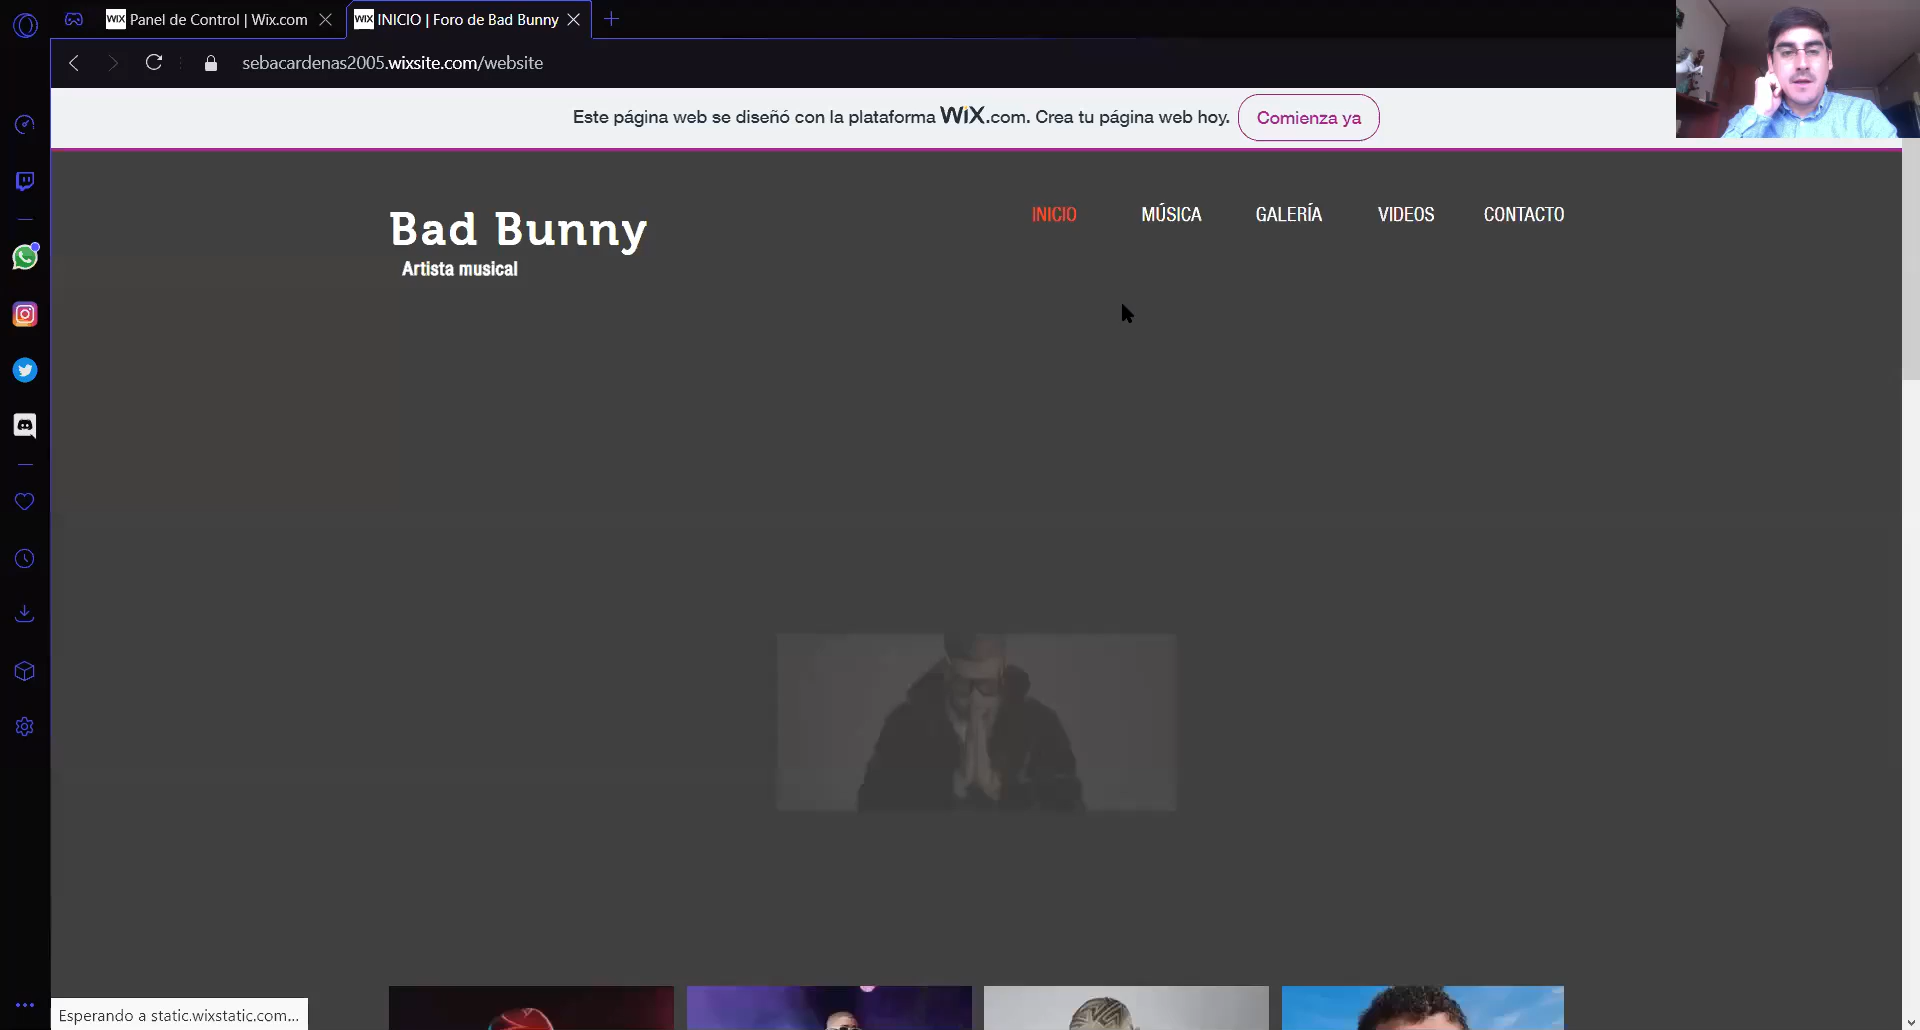 WiX Panel de Control | Wix.com
WiX INICIO | Foro de Bad Bunny
sebacardenas2005.wixsite.com/website
Este página web se diseñó con la plataforma WiX.com. Crea tu página web hoy. Comienza ya
Bad Bunny
Artista musical
INICIO MÚSICA GALERÍA VIDEOS CONTACTO
Esperando a static.wixstatic.com...